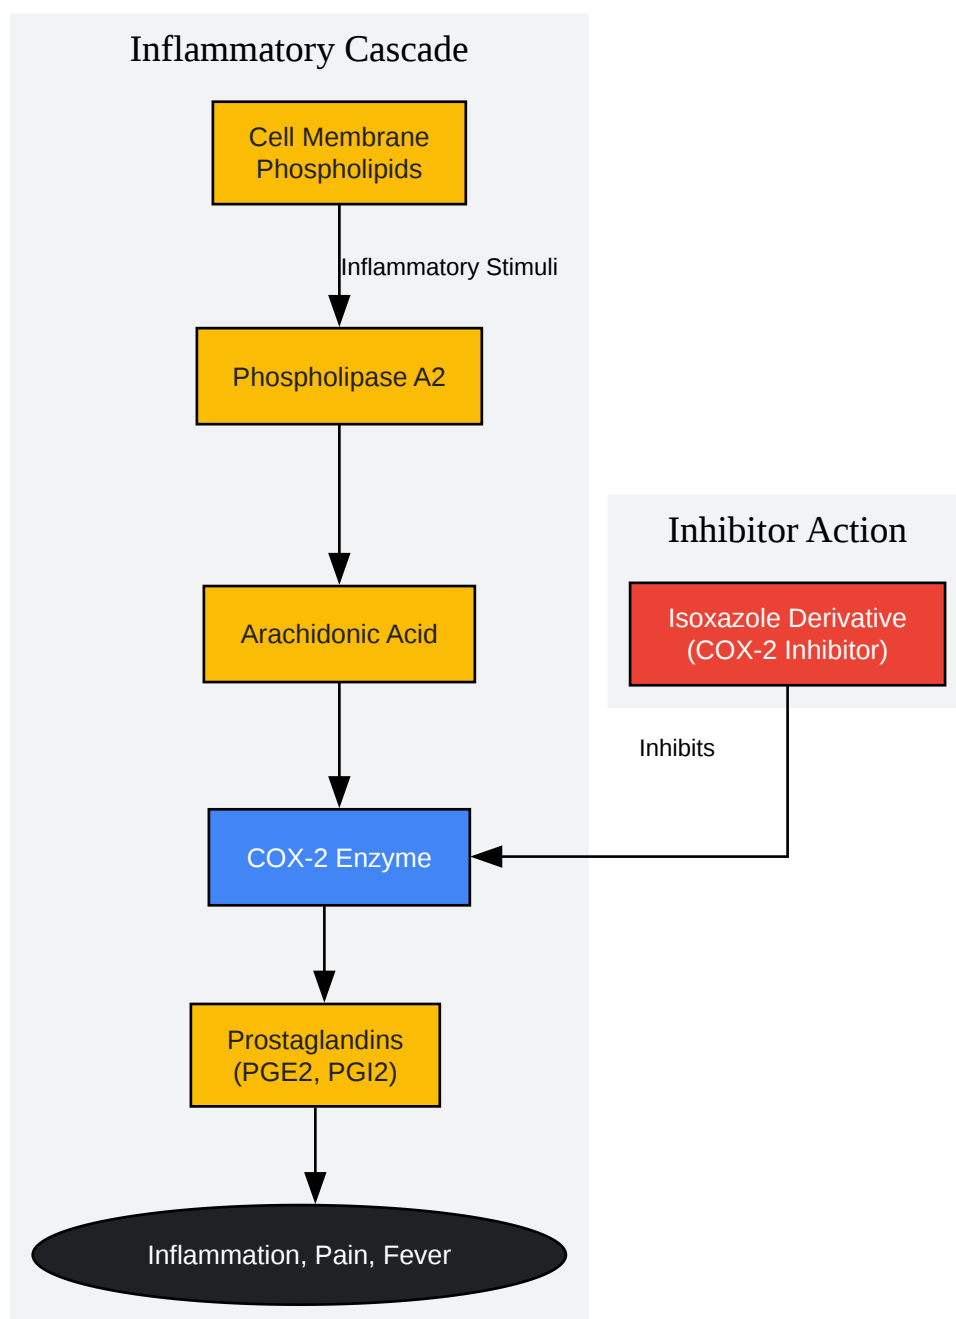 Inflammatory Cascade
Cell Membrane
Phospholipids
Inflammatory Stimuli
Phospholipase A2
Arachidonic Acid
Inhibitor Action
Isoxazole Derivative
(COX-2 Inhibitor)
Inhibits
COX-2 Enzyme
Prostaglandins
(PGE2, PGI2)
Inflammation, Pain, Fever